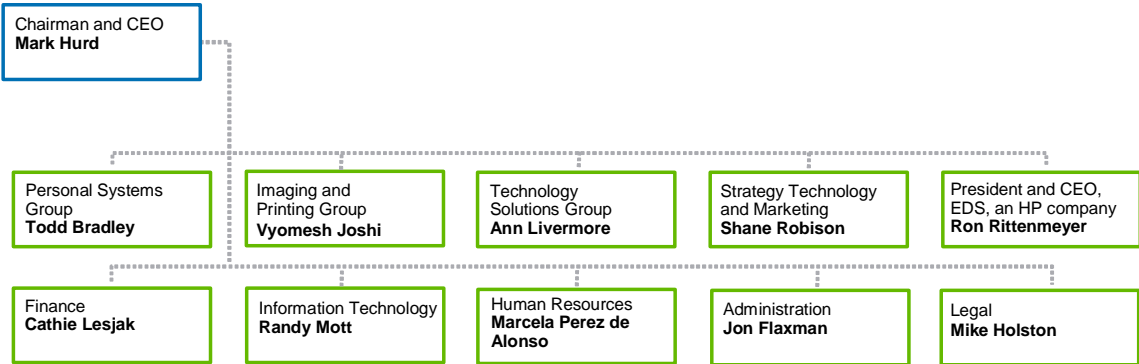 Chairman and CEO
Mark Hurd
Personal Systems
Group
Todd Bradley
Imaging and
Printing Group
Vyomesh Joshi
Technology
Solutions Group
Ann Livermore
Strategy Technology
and Marketing
Shane Robison
President and CEO,
EDS, an HP company
Ron Rittenmeyer
Finance
Cathie Lesjak
Information Technology
Randy Mott
Human Resources
Marcela Perez de
Alonso
Administration
Jon Flaxman
Legal
Mike Holston